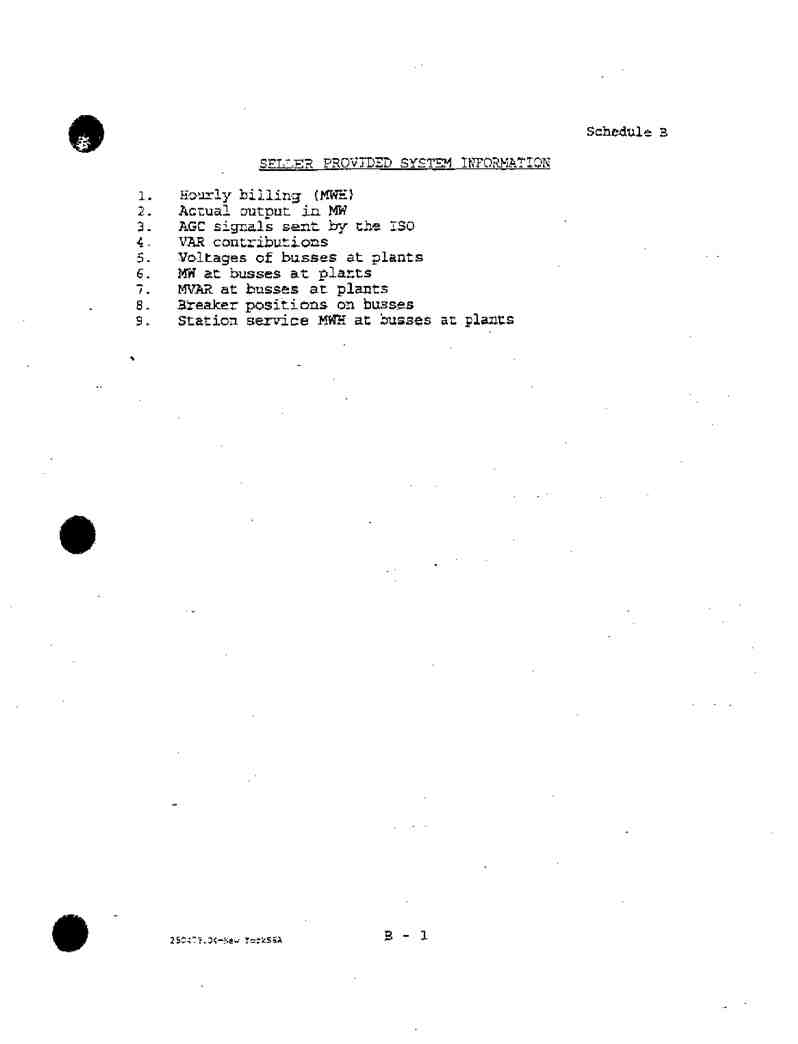 Schedule B
SELLER PROVIDED SYSTEM INFORMATION
1. Hourly billing (MWH)
2. Actual output in MW
3. AGC signals sent by the ISO
4. VAR contributions
5. Voltages of busses at plants
6. MW at busses at plants
7. MVAR at busses at plants
8. Breaker positions on busses
9. Station service MWH at busses at plants
New York
B - 1